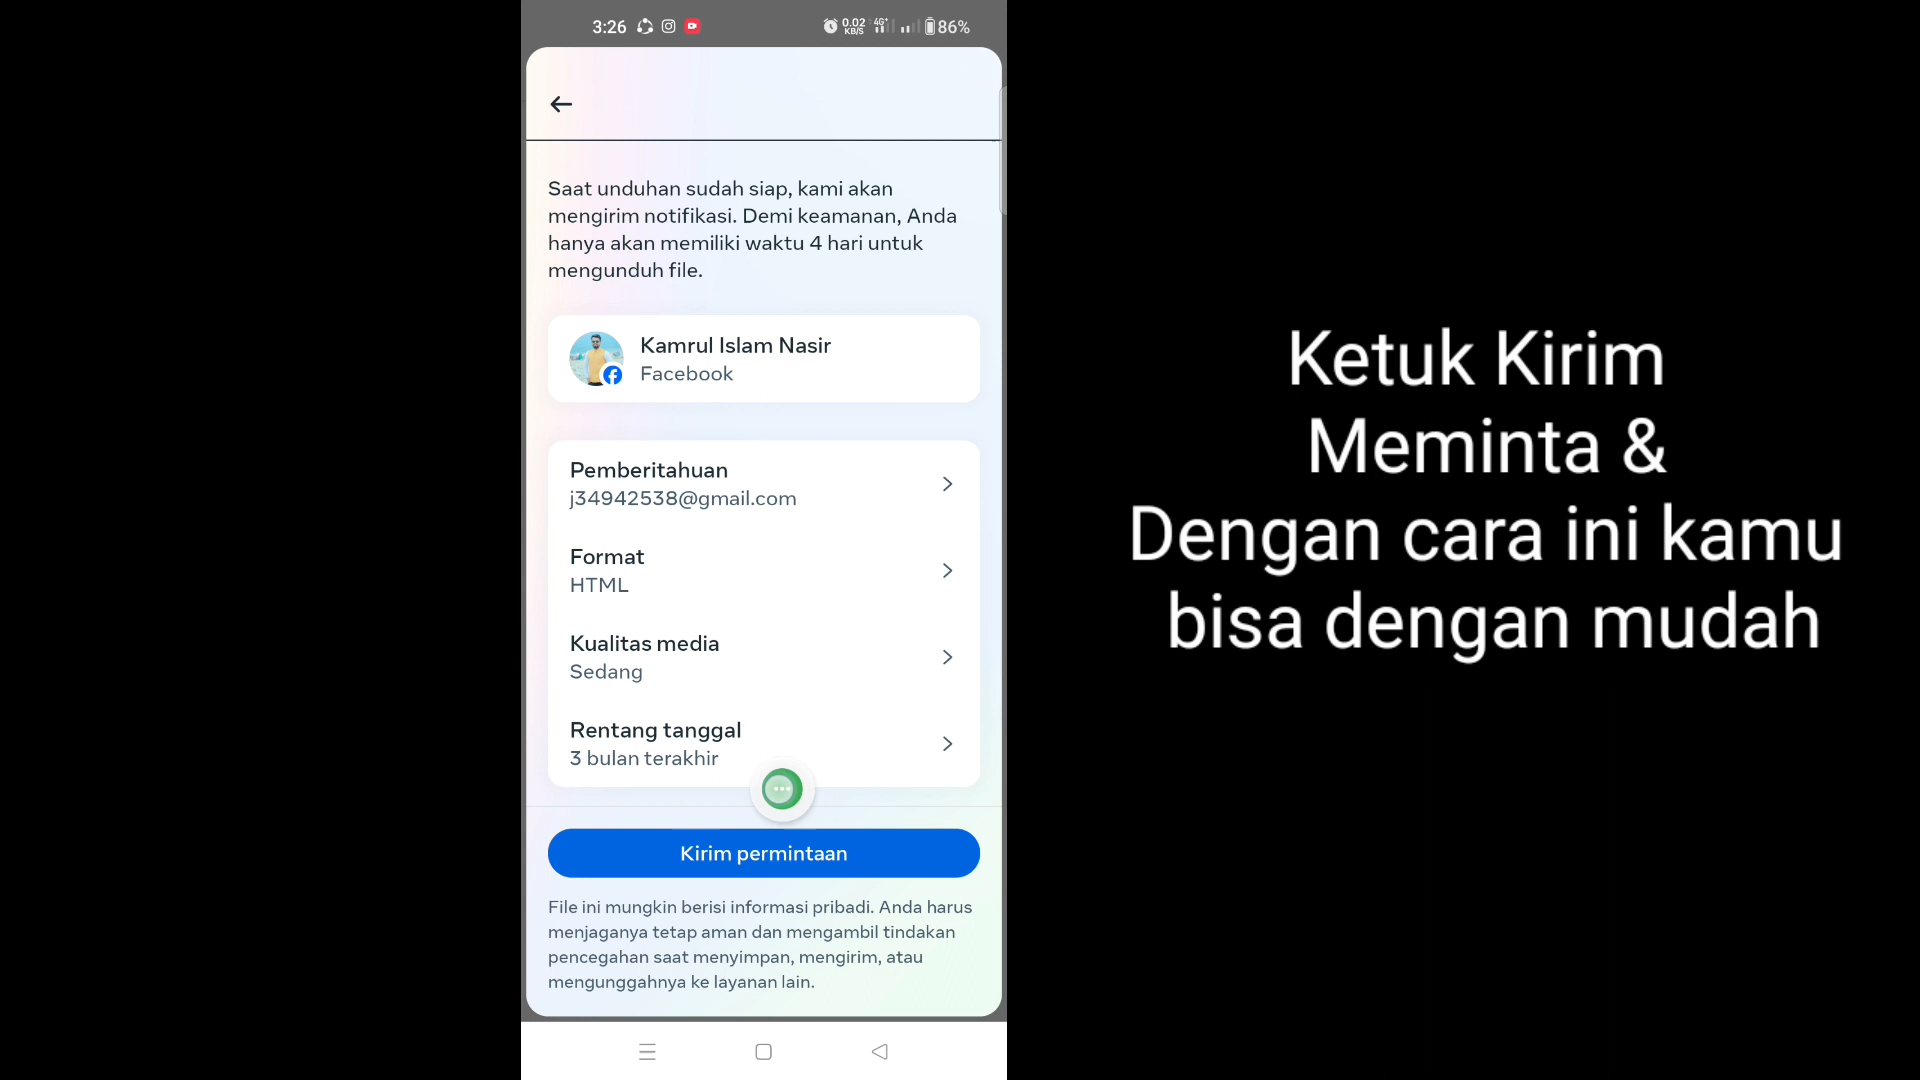 3:26
0.02
KB/S
4G+
86%
Saat unduhan sudah siap, kami akan
mengirim notifikasi. Demi keamanan, Anda
hanya akan memiliki waktu 4 hari untuk
mengunduh file.
Kamrul Islam Nasir
Facebook
Pemberitahuan
j34942538@gmail.com
Format
HTML
Kualitas media
Sedang
Rentang tanggal
3 bulan terakhir
Kirim permintaan
File ini mungkin berisi informasi pribadi. Anda harus
menjaganya tetap aman dan mengambil tindakan
pencegahan saat menyimpan, mengirim, atau
mengunggahnya ke layanan lain.
Ketuk Kirim
Meminta &
Dengan cara ini kamu
bisa dengan mudah